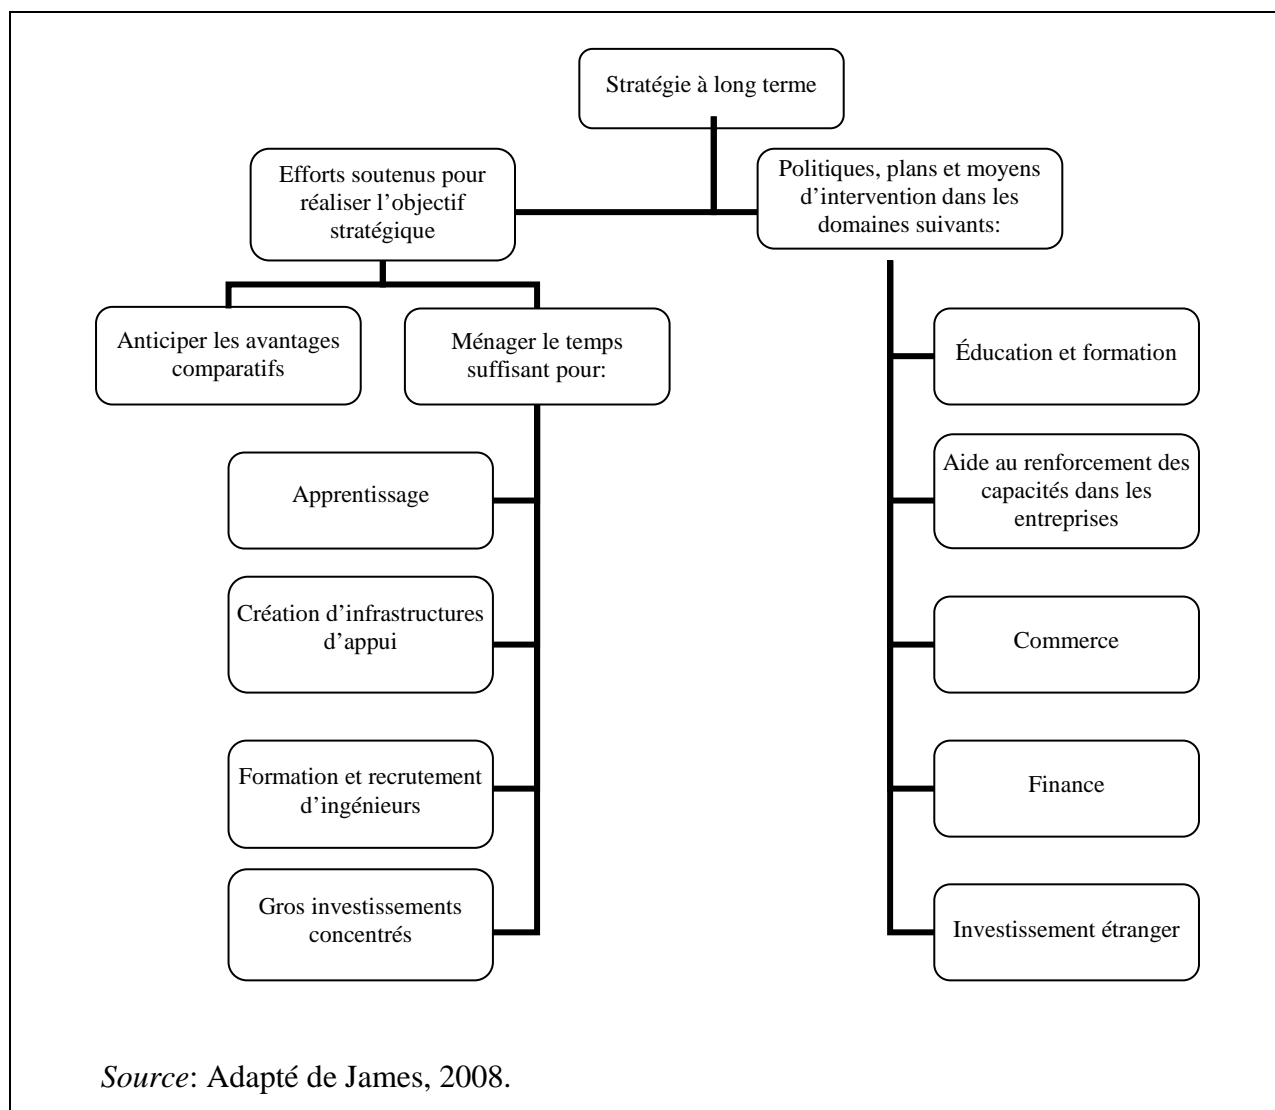 Stratégie à long terme
Efforts soutenus pour
réaliser l’objectif
stratégique
Politiques, plans et moyens
d’intervention dans les
domaines suivants:
Anticiper les avantages
comparatifs
Ménager le temps
suffisant pour:
Apprentissage
Création d’infrastructures
d’appui
Formation et recrutement
d’ingénieurs
Gros investissements
concentrés
Éducation et formation
Aide au renforcement des
capacités dans les
entreprises
Commerce
Finance
Investissement étranger
Source: Adapté de James, 2008.